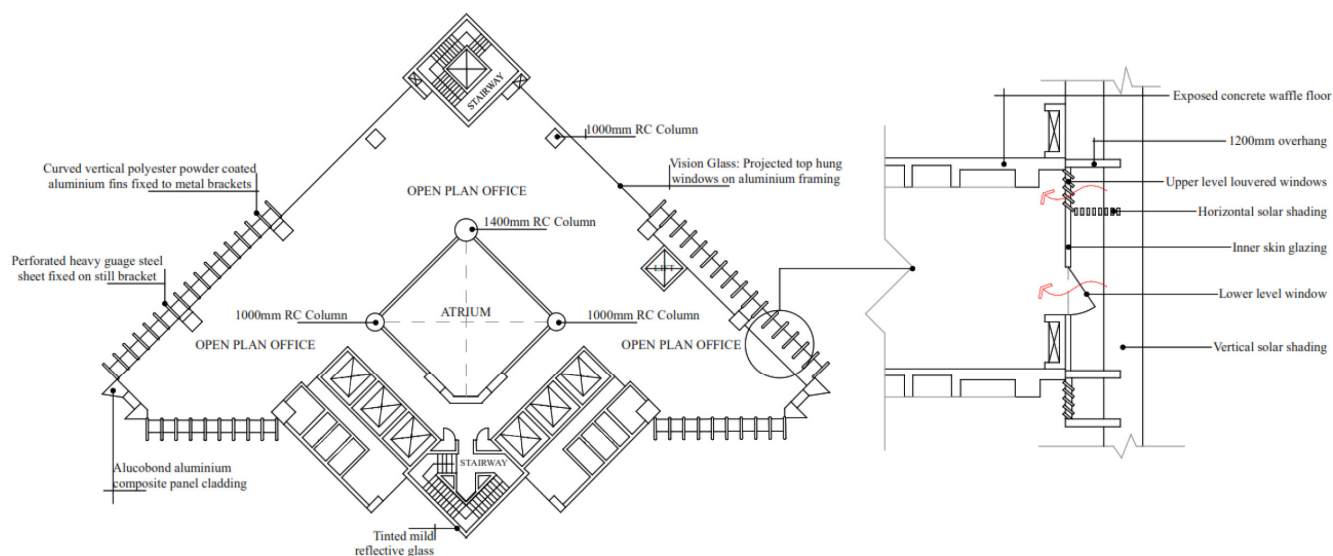 STAIRWAY
1000mm RC Column
Curved vertical polyester powder coated
aluminium fins fixed to metal brackets
Vision Glass: Projected top hung
windows on aluminium framing
OPEN PLAN OFFICE
1400mm RC Column
Perforated heavy guage steel
sheet fixed on still bracket
LIFT
1000mm RC Column
ATRIUM
1000mm RC Column
OPEN PLAN OFFICE
OPEN PLAN OFFICE
STAIRWAY
Alucobond aluminium
composite panel cladding
Tinted mild
reflective glass
Exposed concrete waffle floor
1200mm overhang
Upper level louvered windows
Horizontal solar shading
Inner skin glazing
Lower level window
Vertical solar shading